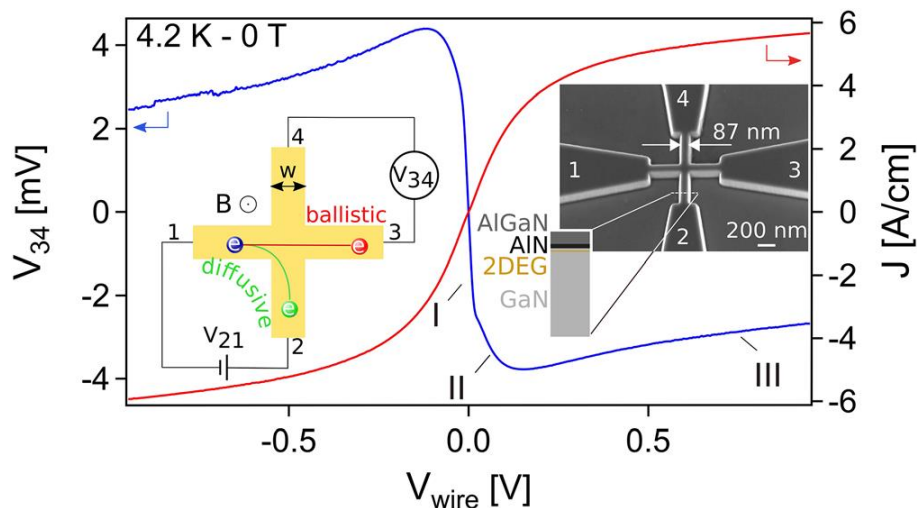 4.2 K - 0 T
4
2
0
-2
-4
V34 [mV]
6
4
2
0
-2
-4
-6
J [A/cm]
-0.5
0.0
0.5
Vwire [V]
4
w
B
V34
ballistic
1
3
e
e
diffusive
e
V21
2
I
II
III
4
87 nm
1
3
2
200 nm
AlGaN
AlN
2DEG
GaN